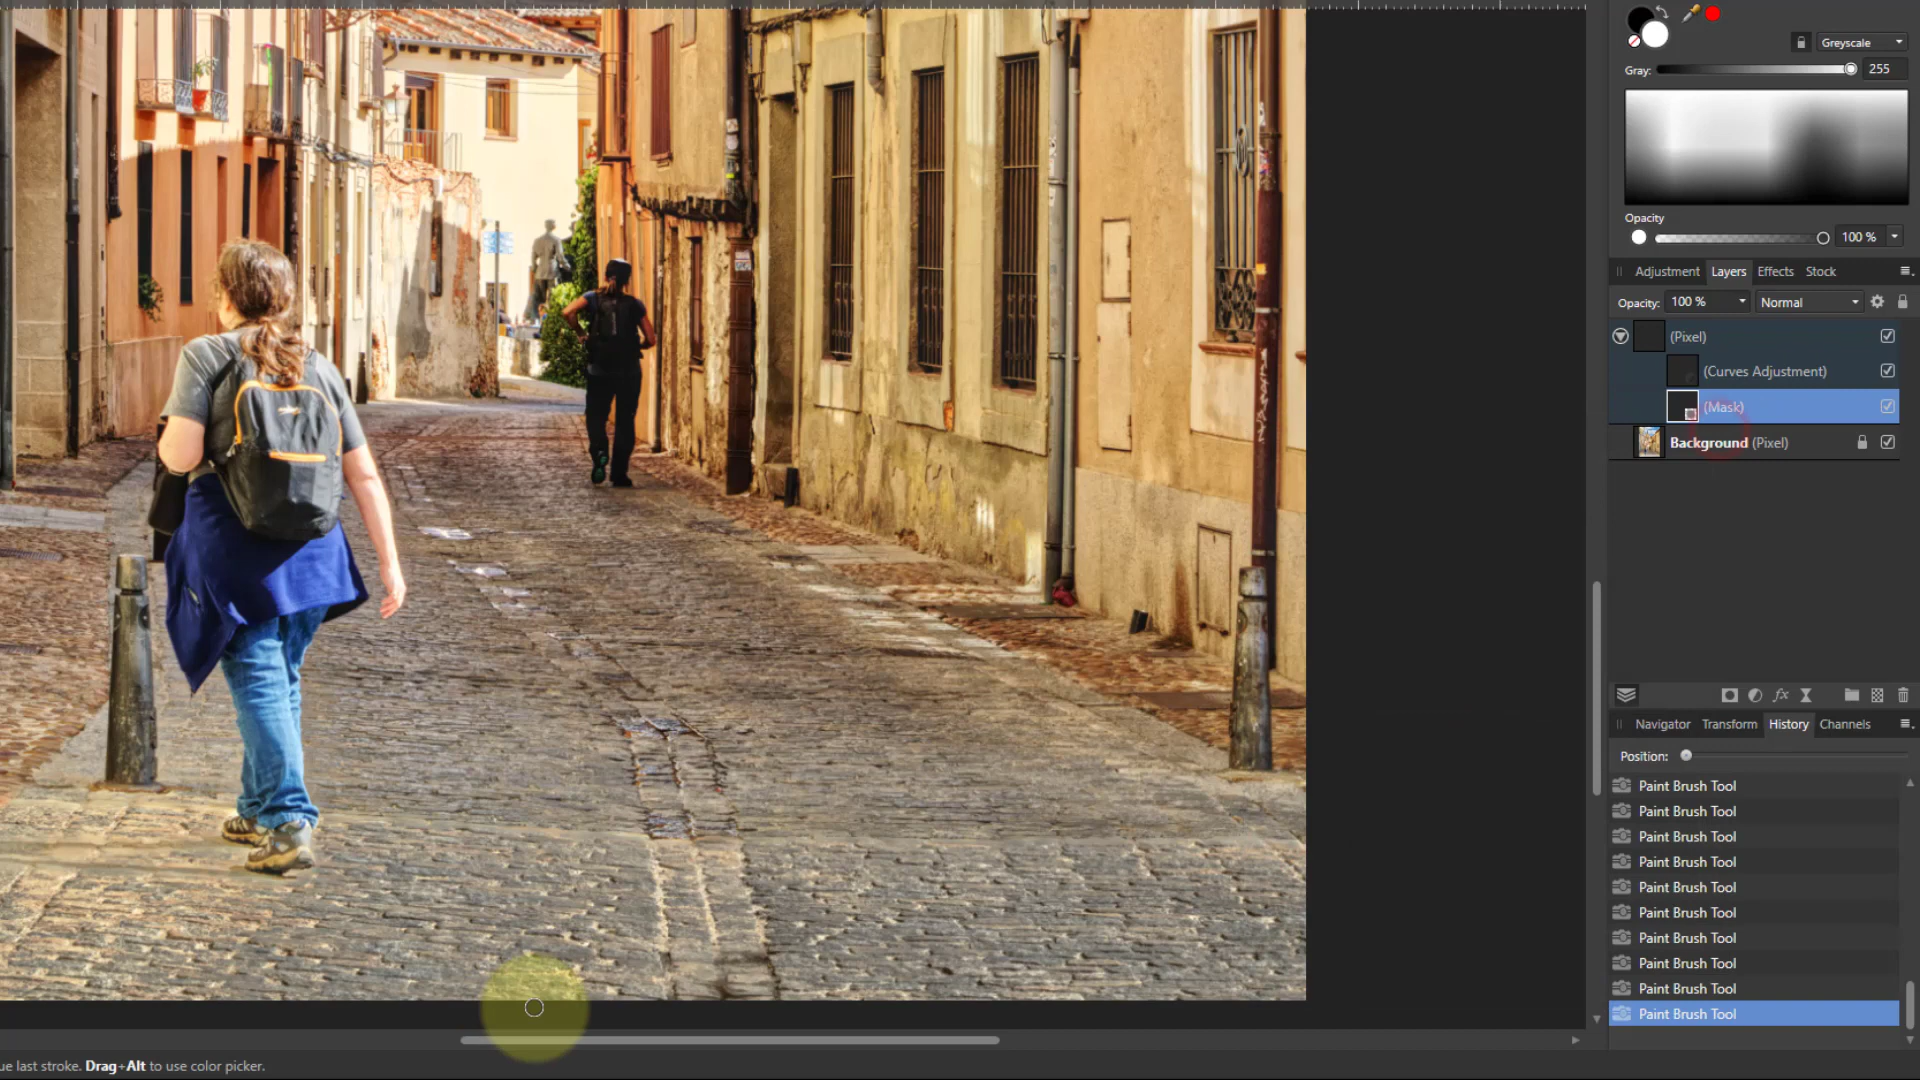 Greyscale
Gray: 255
Opacity
100 %
Adjustment Layers Effects Stock
Opacity: 100 % Normal
(Pixel)
(Curves Adjustment)
(Mask)
Background (Pixel)
fx
Navigator Transform History Channels
Position:
Paint Brush Tool
Paint Brush Tool
Paint Brush Tool
Paint Brush Tool
Paint Brush Tool
Paint Brush Tool
Paint Brush Tool
Paint Brush Tool
Paint Brush Tool
Paint Brush Tool
ue last stroke. Drag+Alt to use color picker.